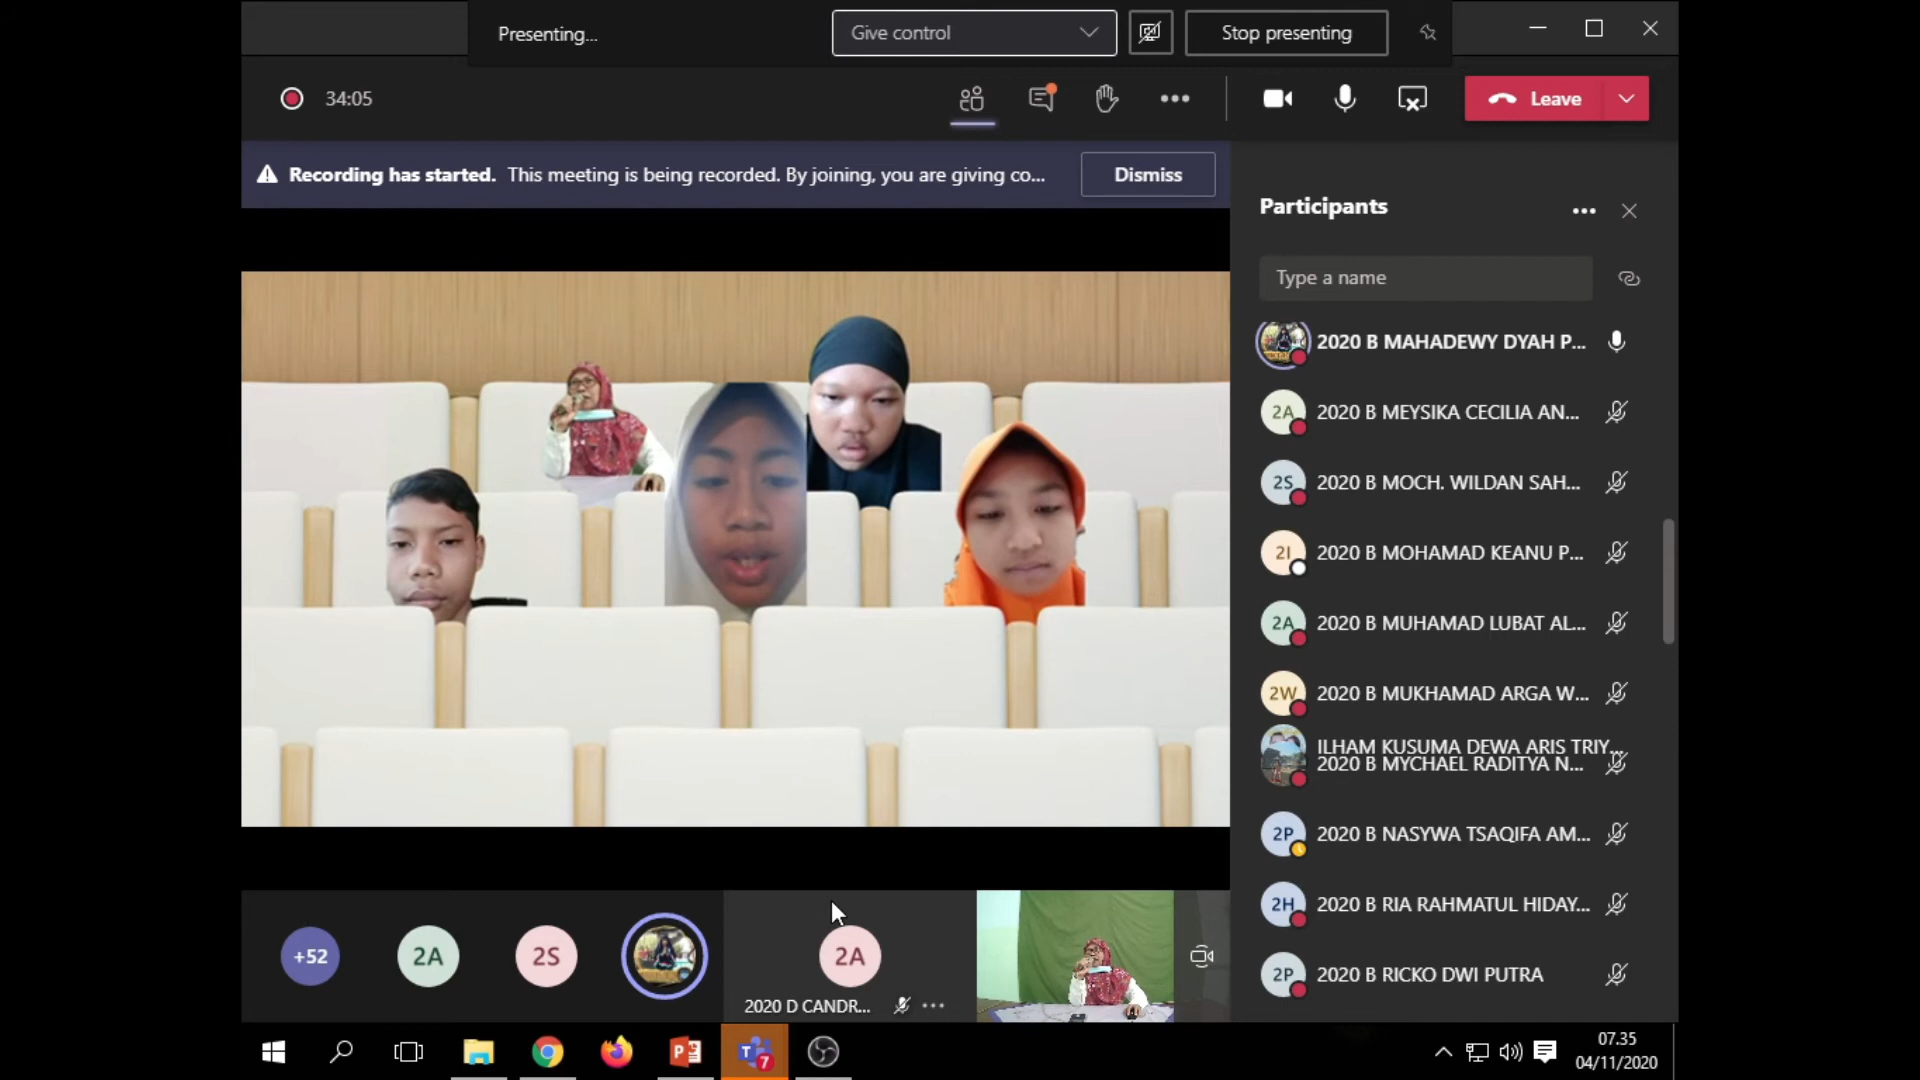 Presenting...
Give control
Stop presenting
34:05
Leave
Recording has started. This meeting is being recorded. By joining, you are giving co...
Dismiss
Participants
Type a name
2020 B MAHADEWY DYAH P...
2A 2020 B MEYSIKA CECILIA AN...
2S 2020 B MOCH. WILDAN SAH...
2I 2020 B MOHAMAD KEANU P...
2A 2020 B MUHAMAD LUBAT AL...
2W 2020 B MUKHAMAD ARGA W...
ILHAM KUSUMA DEWA ARIS TRIY...
2020 B MYCHAEL RADITYA N...
2P 2020 B NASYWA TSAQIFA AM...
2H 2020 B RIA RAHMATUL HIDAY...
2P 2020 B RICKO DWI PUTRA
+52
2A
2S
2A
2020 D CANDR...
7
07.35
04/11/2020